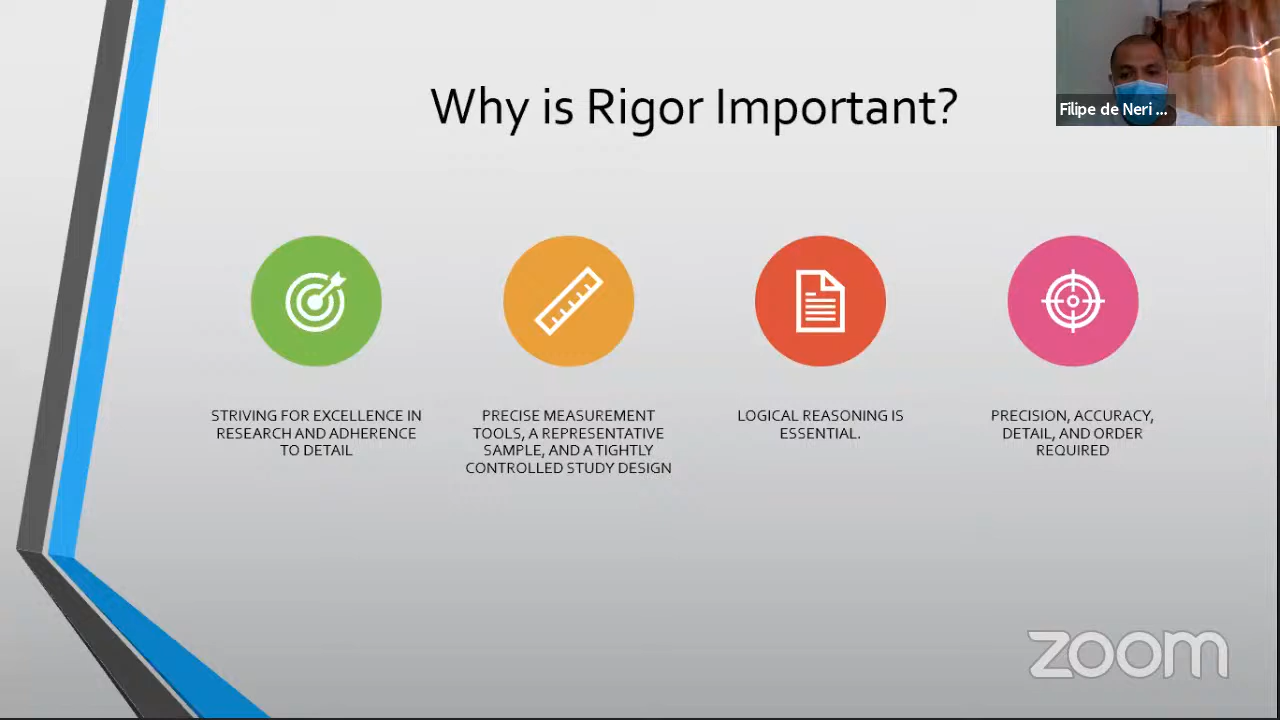 Why is Rigor Important?
Filipe de Neri ...
STRIVING FOR EXCELLENCE IN
RESEARCH AND ADHERENCE
TO DETAIL
PRECISE MEASUREMENT
TOOLS, A REPRESENTATIVE
SAMPLE, AND A TIGHTLY
CONTROLLED STUDY DESIGN
LOGICAL REASONING IS
ESSENTIAL.
PRECISION, ACCURACY,
DETAIL, AND ORDER
REQUIRED
zoom